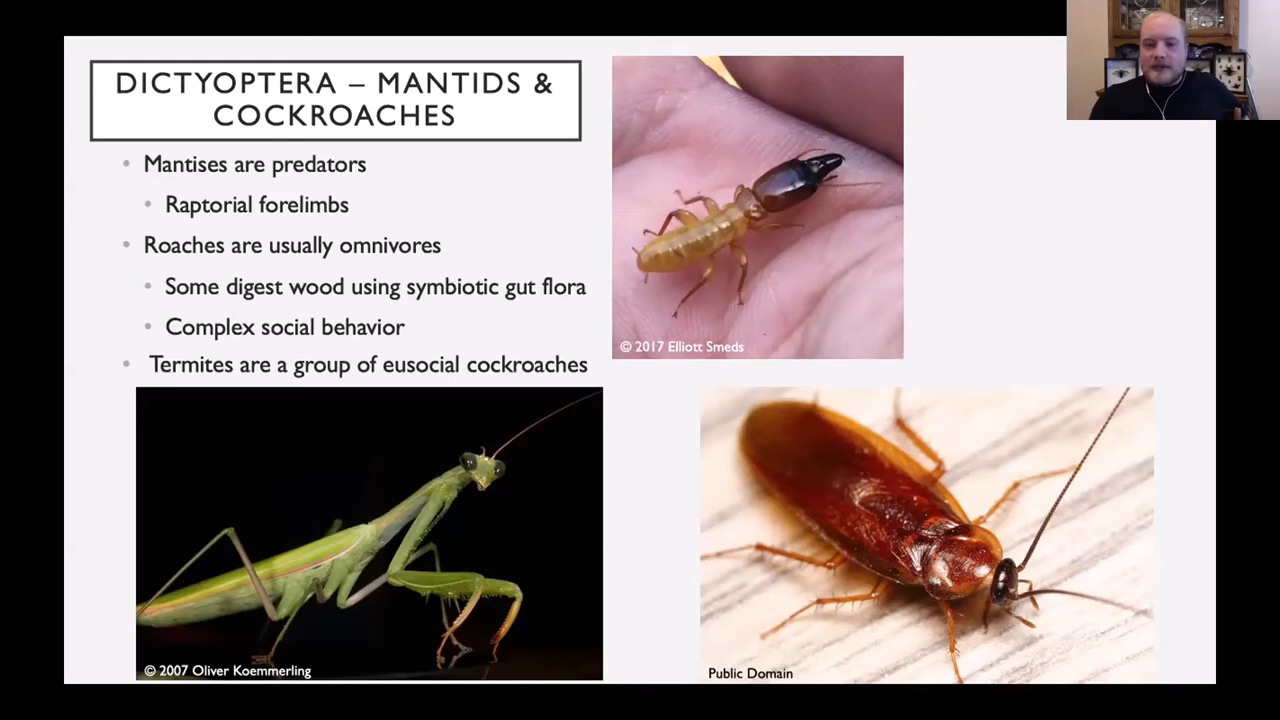 DICTYOPTERA – MANTIDS &
COCKROACHES
• Mantises are predators
• Raptorial forelimbs
• Roaches are usually omnivores
• Some digest wood using symbiotic gut flora
• Complex social behavior
• Termites are a group of eusocial cockroaches
© 2017 Elliott Smeds
© 2007 Oliver Koemmerling
Public Domain